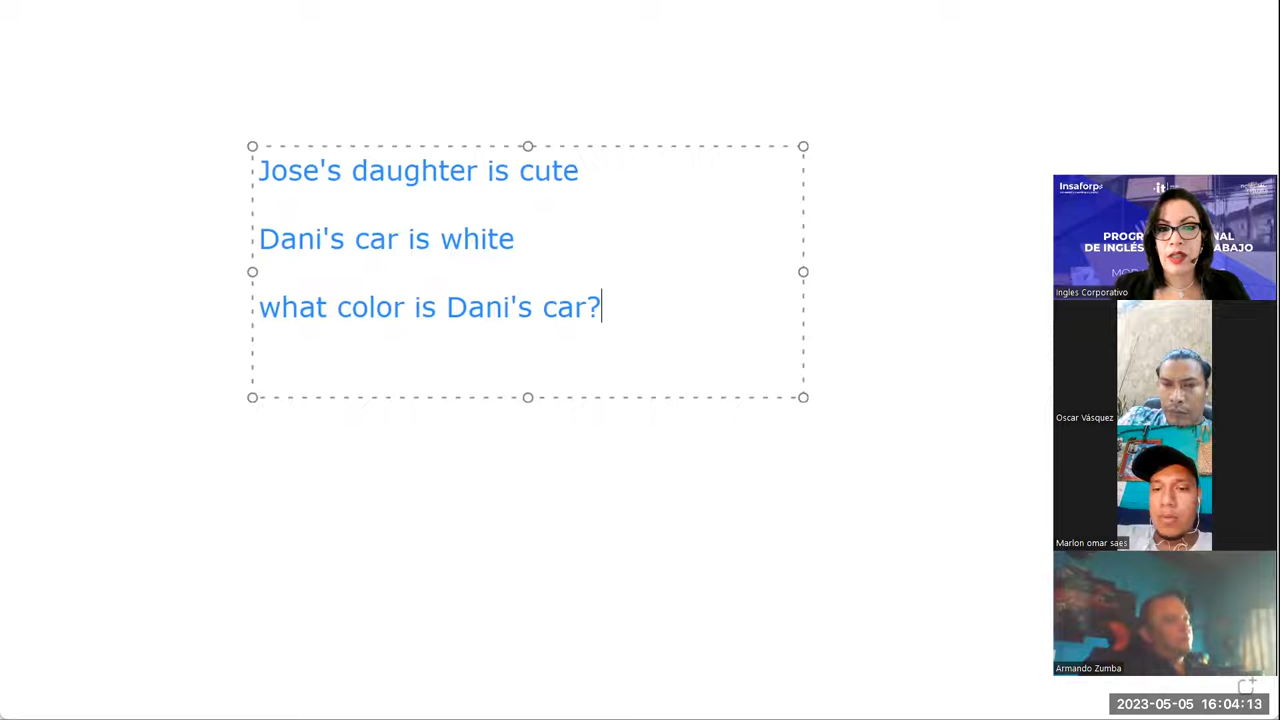 Jose's daughter is cute
Dani's car is white
what color is Dani's car?
Insaforp
it
PROGR NAL
DE INGLÉS ABAJO
Ingles Corporativo
Oscar Vásquez
Marlon omar saes
Armando Zumba
2023-05-05 16:04:13